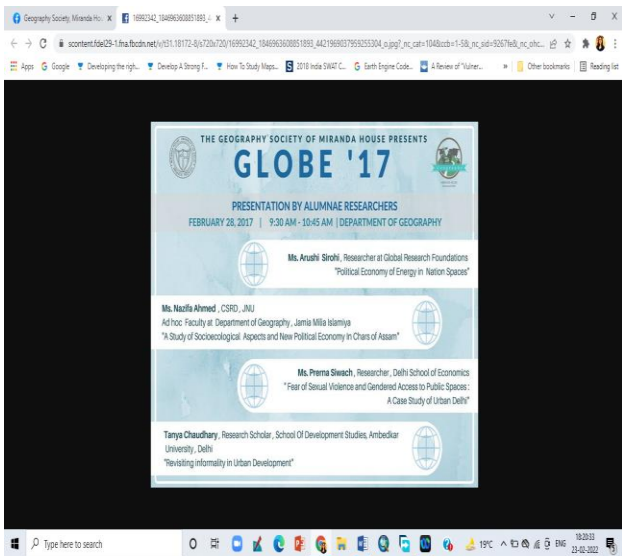 Geography Society, Miranda Ho
16992342_1846963608851893_4
scontent.fdel29-1.fna.fbcdn.net/v/t31.18172-8/s720x720/16992342_1846963608851893_4421969037959255304_o.jpg?_nc_cat=104&ccb=1-5&_nc_sid=9267fe&_nc_ohc...
Apps Google Developing the righ... Develop A Strong F... How To Study Maps... 2018 India SWAT C... Earth Engine Code... A Review of "Vulner... Other bookmarks Reading list
THE GEOGRAPHY SOCIETY OF MIRANDA HOUSE PRESENTS
GLOBE '17
PRESENTATION BY ALUMNAE RESEARCHERS
FEBRUARY 28, 2017 | 9:30 AM - 10:45 AM | DEPARTMENT OF GEOGRAPHY
Ms. Arushi Sirohi, Researcher at Global Research Foundations
"Political Economy of Energy in Nation Spaces"
Ms. Nazifa Ahmed , CSRD, JNU
Ad hoc Faculty at Department of Geography , Jamia Milia Islamiya
"A Study of Socioecological Aspects and New Political Economy in Chars of Assam"
Ms. Prerna Siwach , Researcher , Delhi School of Economics
" Fear of Sexual Violence and Gendered Access to Public Spaces :
A Case Study of Urban Delhi"
Tanya Chaudhary , Research Scholar , School Of Development Studies, Ambedkar
University , Delhi
"Revisiting informality in Urban Development"
Type here to search
19°C
ENG
18:20:33
23-02-2022